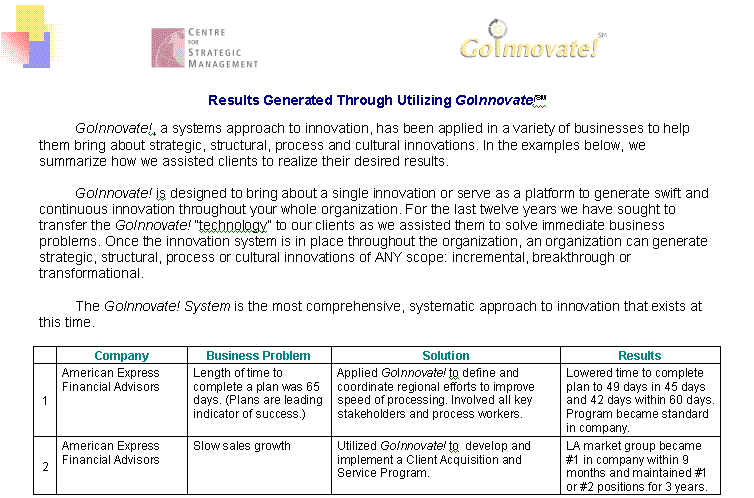 CENTRE
FOR
STRATEGIC
MANAGEMENT
GoInnovate! SM
Results Generated Through Utilizing GoInnovate!SM
GoInnovate!, a systems approach to innovation, has been applied in a variety of businesses to help
them bring about strategic, structural, process and cultural innovations. In the examples below, we
summarize how we assisted clients to realize their desired results.
GoInnovate! is designed to bring about a single innovation or serve as a platform to generate swift and
continuous innovation throughout your whole organization. For the last twelve years we have sought to
transfer the GoInnovate! "technology" to our clients as we assisted them to solve immediate business
problems. Once the innovation system is in place throughout the organization, an organization can generate
strategic, structural, process or cultural innovations of ANY scope: incremental, breakthrough or
transformational.
The GoInnovate! System is the most comprehensive, systematic approach to innovation that exists at
this time.
Company Business Problem Solution Results
1
American Express
Financial Advisors
Length of time to
complete a plan was 65
days. (Plans are leading
indicator of success.)
Applied GoInnovate! to define and
coordinate regional efforts to improve
speed of processing. Involved all key
stakeholders and process workers.
Lowered time to complete
plan to 49 days in 45 days
and 42 days within 60 days.
Program became standard
in company.
2
American Express
Financial Advisors
Slow sales growth
Utilized GoInnovate! to develop and
implement a Client Acquisition and
Service Program.
LA market group became
#1 in company within 9
months and maintained #1
or #2 positions for 3 years.